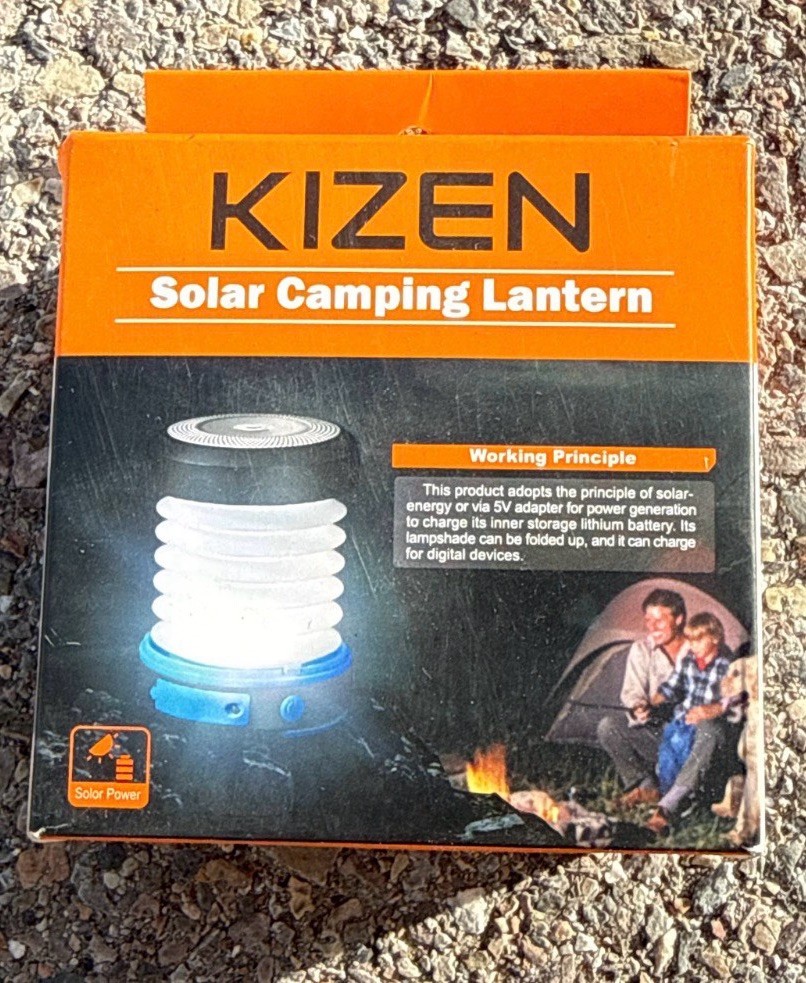 KIZEN
Solar Camping Lantern
Working Principle
This product adopts the principle of solar-
energy or via 5V adapter for power generation
to charge its inner storage lithium battery. Its
lampshade can be folded up, and it can charge
for digital devices.
Solor Power